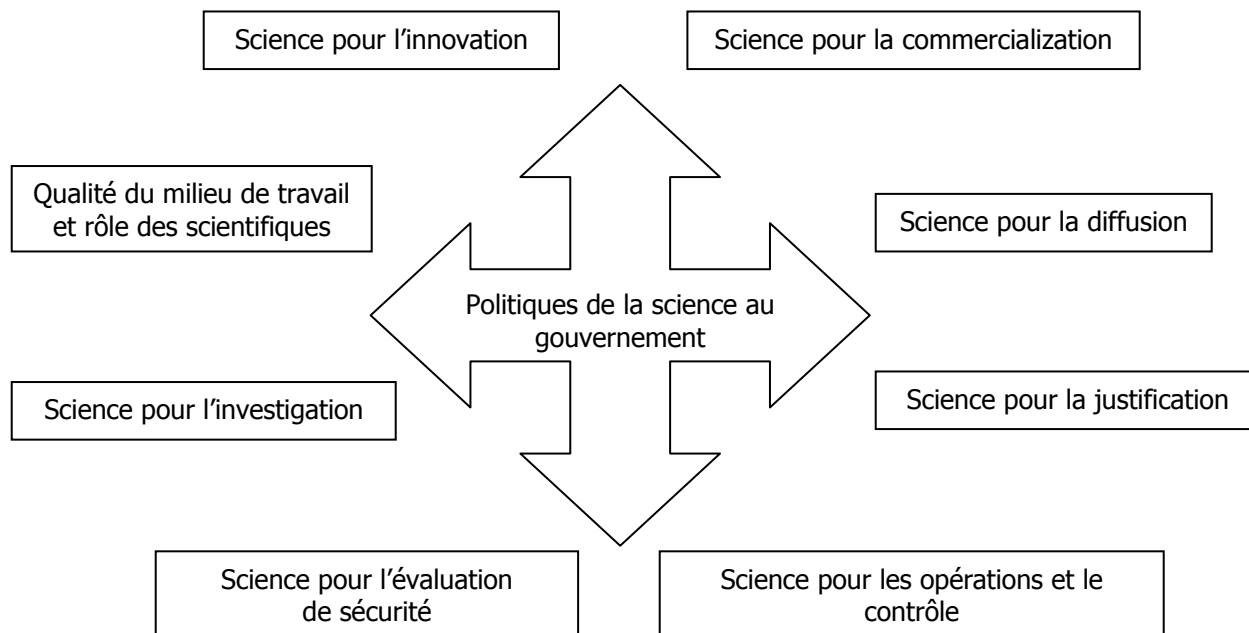 Science pour l'innovation
Science pour la commercialization
Qualité du milieu de travail
et rôle des scientifiques
Science pour la diffusion
Politiques de la science au
gouvernement
Science pour l'investigation
Science pour la justification
Science pour l'évaluation
de sécurité
Science pour les opérations et le
contrôle